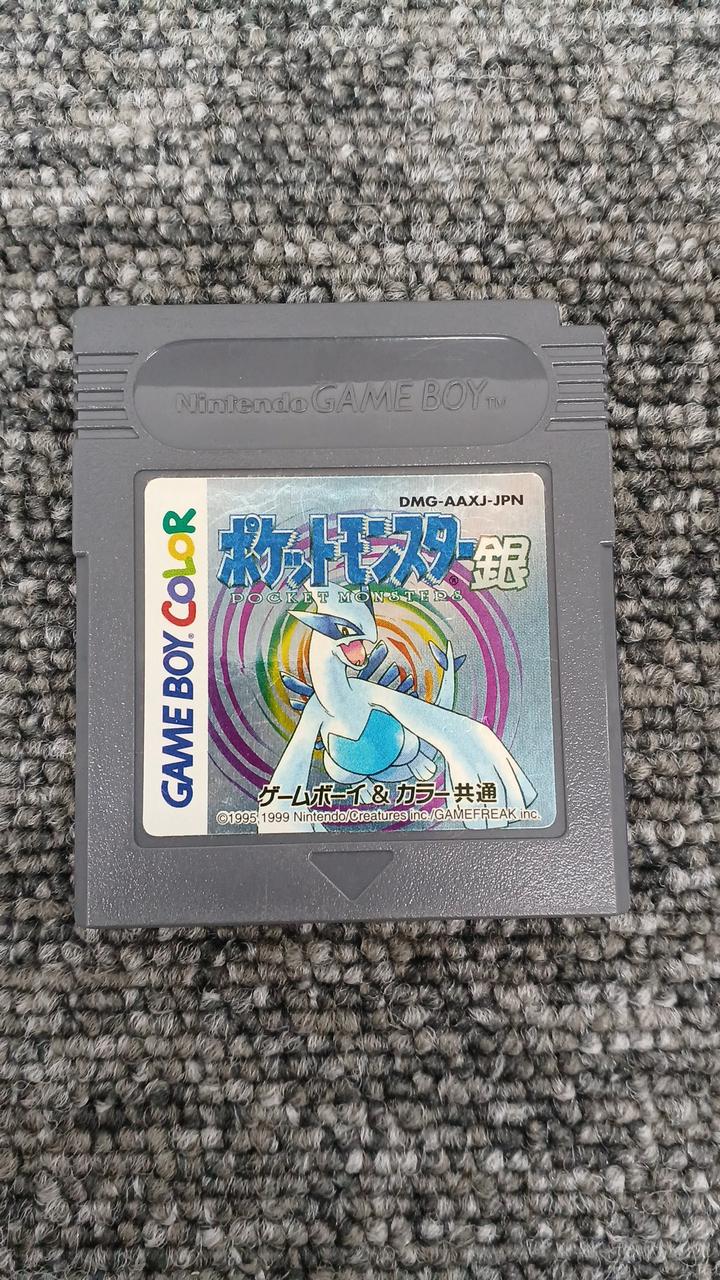 Nintendo GAME BOY TM
GAME BOY® COLOR
DMG-AAXJ-JPN
ポケットモンスター銀
®
POCKET MONSTERS
ゲームボーイ & カラー共通
©1995,1999 Nintendo/Creatures inc./GAMEFREAK inc.